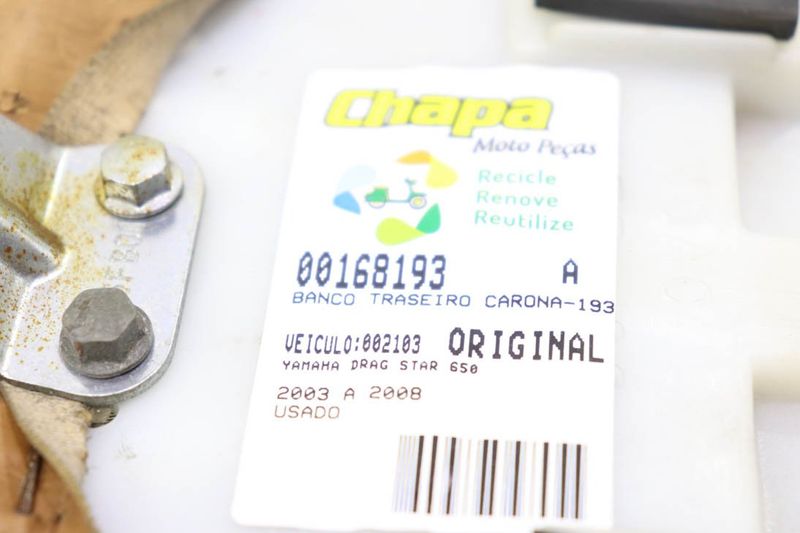 Chapa
Moto Peças
Recicle
Renove
Reutilize
00168193 A
BANCO TRASEIRO CARONA-193
VEICULO:002103 ORIGINAL
YAMAHA DRAG STAR 650
2003 A 2008
USADO